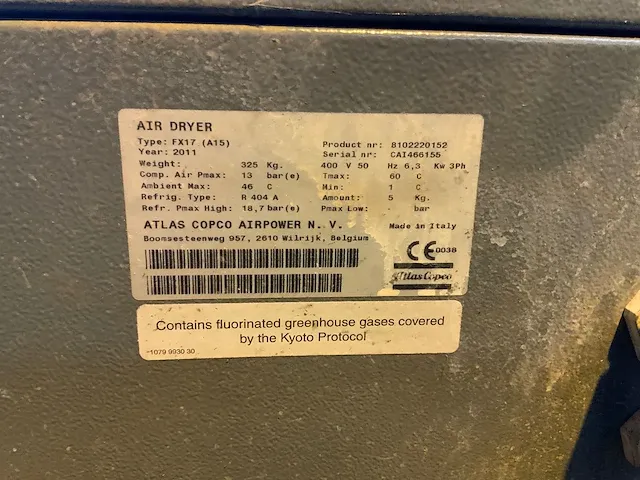 AIR DRYER
Type: FX17 (A15) Product nr: 8102220152
Year: 2011 Serial nr: CAI466155
Weight: 325 Kg. 400 V 50 Hz 6,3 Kw 3Ph
Comp. Air Pmax: 13 bar(e) Tmax: 60 C
Ambient Max: 46 C Min: 1 C
Refrig. Type: R 404 A Amount: 5 Kg.
Refr. Pmax High: 18,7 bar(e) Pmax Low: - bar
ATLAS COPCO AIRPOWER N. V. Made in Italy
Boomsesteenweg 957, 2610 Wilrijk, Belgium
CE 0038
Atlas Copco
Contains fluorinated greenhouse gases covered
by the Kyoto Protocol
1079 9930 30